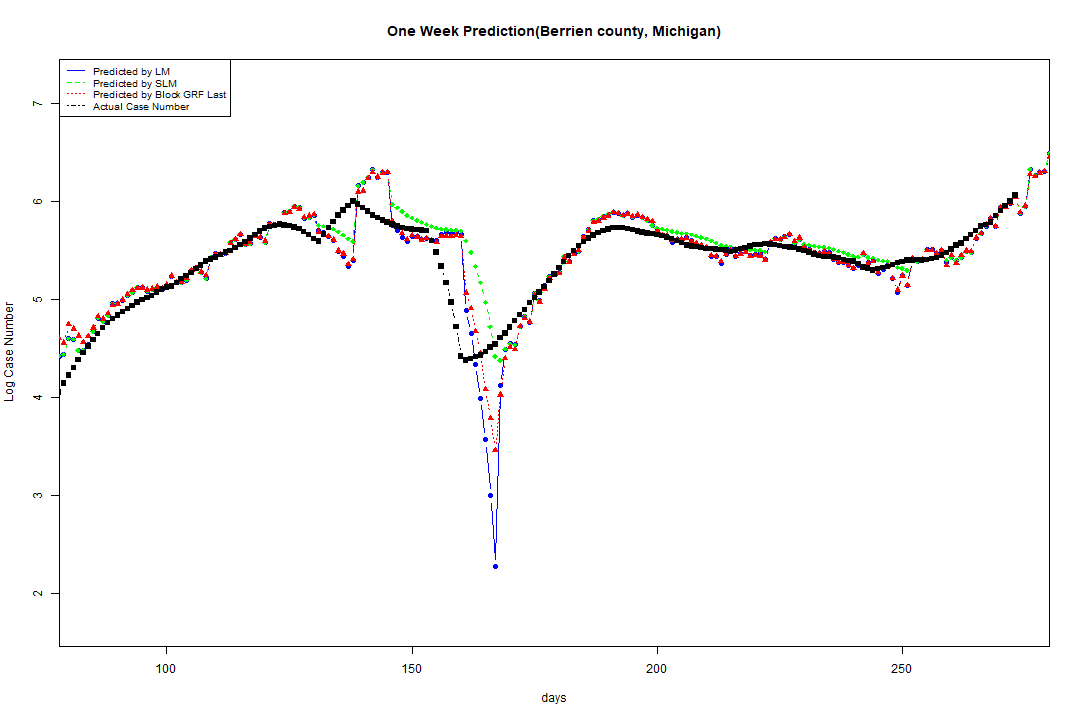 One Week Prediction(Berrien county, Michigan)
Predicted by LM
Predicted by SLM
Predicted by Block GRF Last
Actual Case Number
7
6
5
4
3
2
Log Case Number
100 150 200 250
days